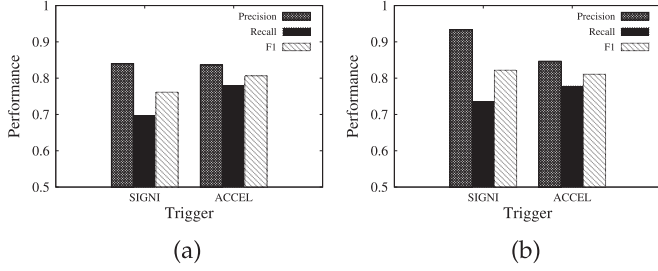 Performance
1
0.9
0.8
0.7
0.6
0.5
Precision
Recall
F1
SIGNI
ACCEL
Trigger
(a)
Performance
1
0.9
0.8
0.7
0.6
0.5
Precision
Recall
F1
SIGNI
ACCEL
Trigger
(b)